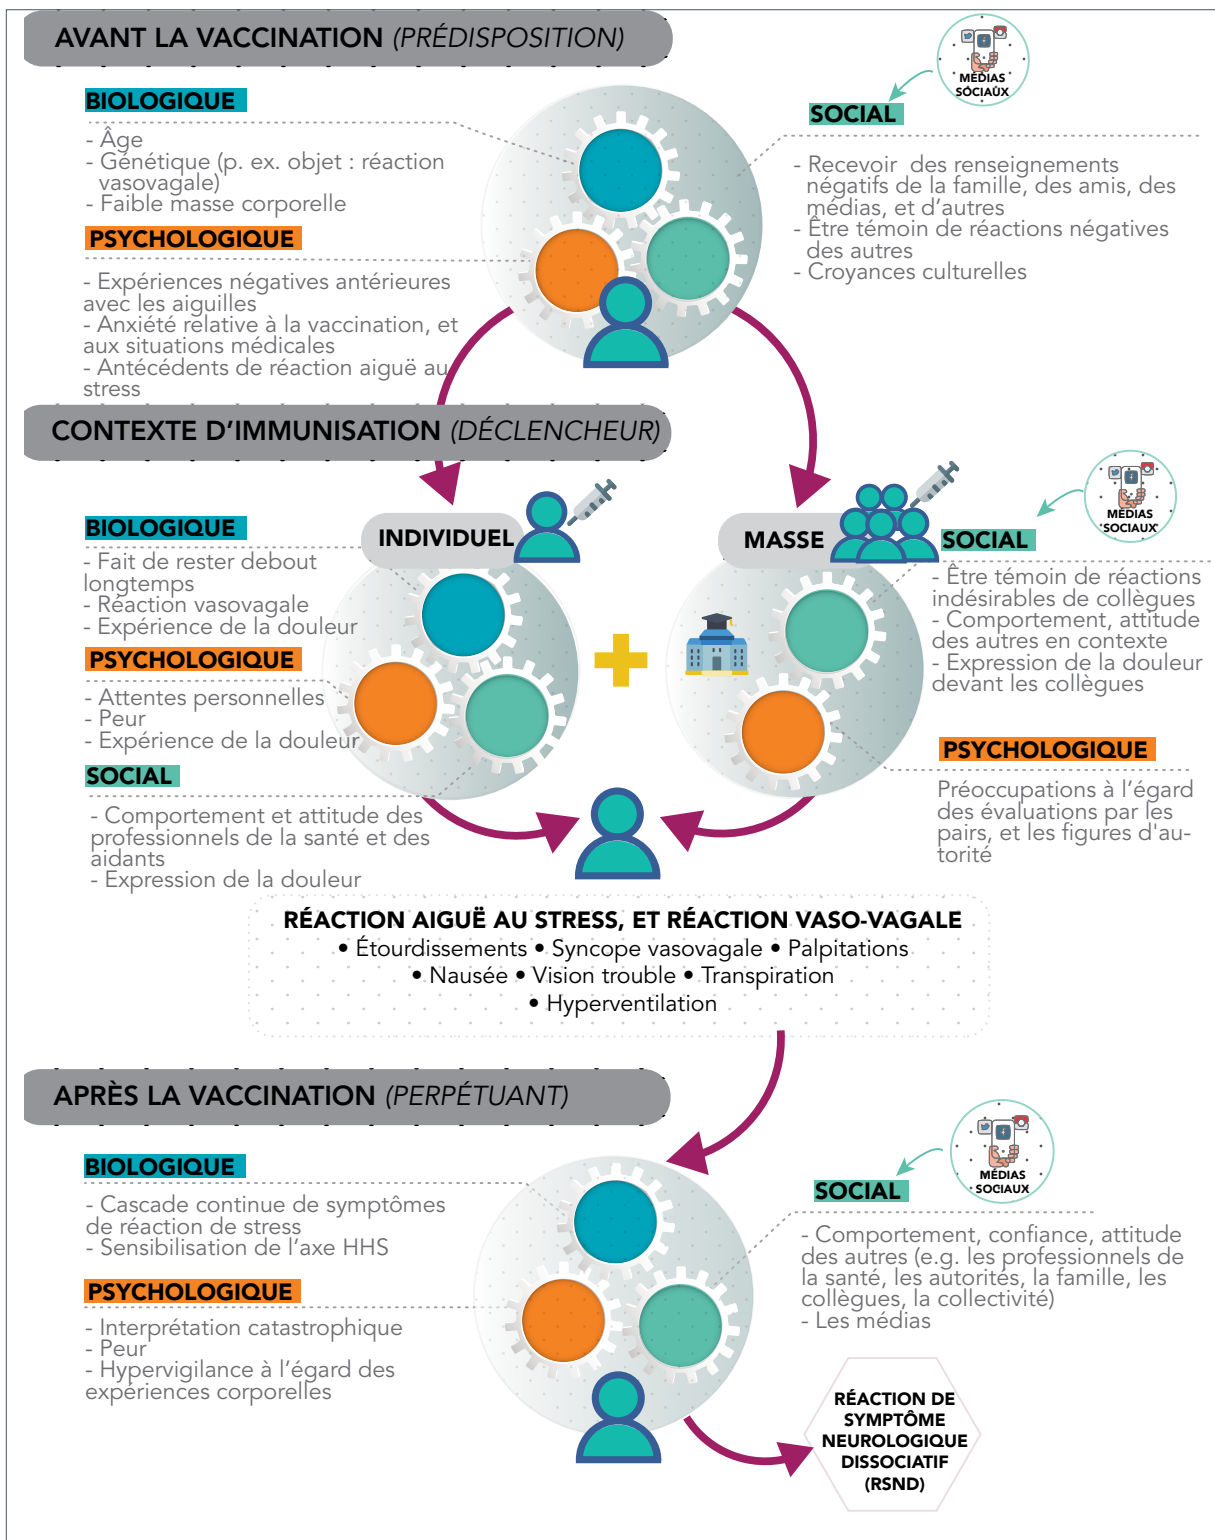 AVANT LA VACCINATION (PRÉDISPOSITION)
MÉDIAS
SOCIAUX
BIOLOGIQUE
- Âge
- Génétique (p. ex. objet : réaction
vasovagale)
- Faible masse corporelle
PSYCHOLOGIQUE
- Expériences négatives antérieures
avec les aiguilles
- Anxiété relative à la vaccination, et
aux situations médicales
- Antécédents de réaction aiguë au
stress
SOCIAL
- Recevoir des renseignements
négatifs de la famille, des amis, des
médias, et d'autres
- Être témoin de réactions négatives
des autres
- Croyances culturelles
CONTEXTE D'IMMUNISATION (DÉCLENCHEUR)
INDIVIDUEL
BIOLOGIQUE
- Fait de rester debout
longtemps
- Réaction vasovagale
- Expérience de la douleur
PSYCHOLOGIQUE
- Attentes personnelles
- Peur
- Expérience de la douleur
SOCIAL
- Comportement et attitude des
professionnels de la santé et des
aidants
- Expression de la douleur
MASSE
MÉDIAS
SOCIAUX
SOCIAL
- Être témoin de réactions
indésirables de collègues
- Comportement, attitude
des autres en contexte
- Expression de la douleur
devant les collègues
PSYCHOLOGIQUE
Préoccupations à l'égard
des évaluations par les
pairs, et les figures d'au-
torité
RÉACTION AIGUË AU STRESS, ET RÉACTION VASO-VAGALE
• Étourdissements • Syncope vasovagale • Palpitations
• Nausée • Vision trouble • Transpiration
• Hyperventilation
APRÈS LA VACCINATION (PERPÉTUANT)
BIOLOGIQUE
- Cascade continue de symptômes
de réaction de stress
- Sensibilisation de l'axe HHS
PSYCHOLOGIQUE
- Interprétation catastrophique
- Peur
- Hypervigilance à l'égard des
expériences corporelles
MÉDIAS
SOCIAUX
SOCIAL
- Comportement, confiance, attitude
des autres (e.g. les professionnels de
la santé, les autorités, la famille, les
collègues, la collectivité)
- Les médias
RÉACTION DE
SYMPTÔME
NEUROLOGIQUE
DISSOCIATIF
(RSND)